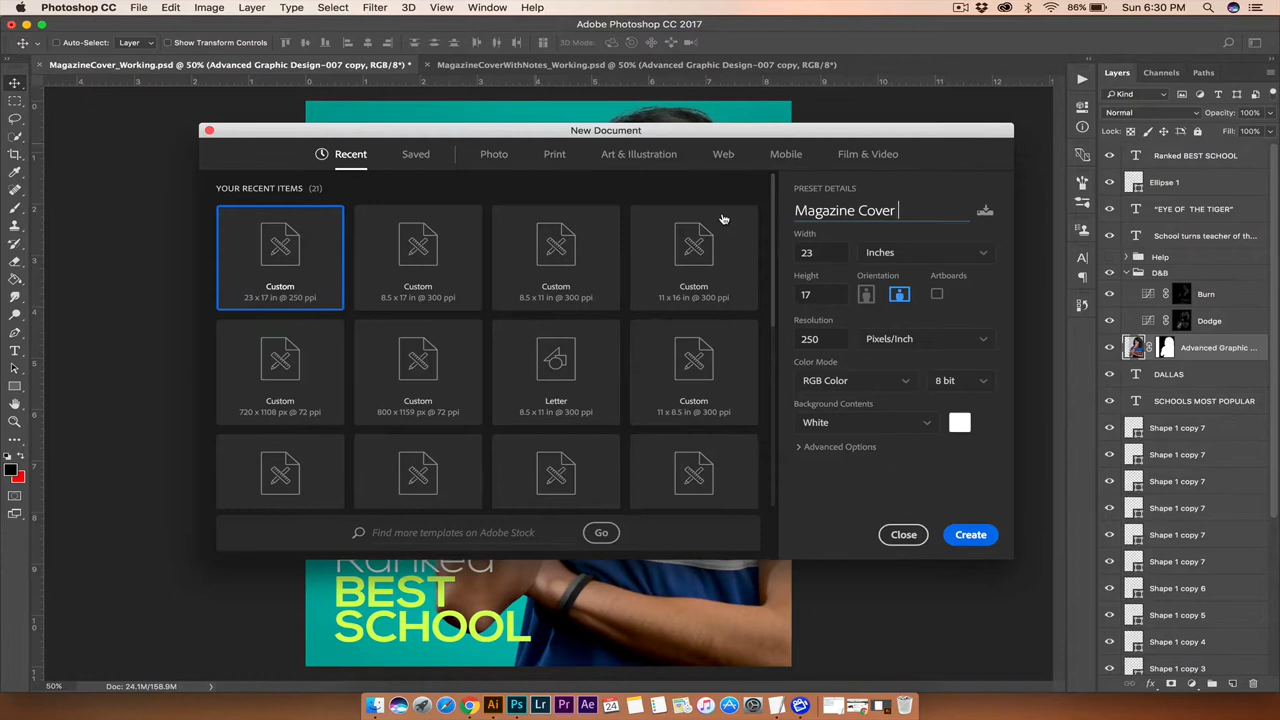 Photoshop CC File Edit Image Layer Type Select Filter 3D View Window Help 86% Sun 6:30 PM
Adobe Photoshop CC 2017
Auto-Select: Layer Show Transform Controls 3D Mode:
MagazineCover_Working.psd @ 50% (Advanced Graphic Design-007 copy, RGB/8*) * MagazineCoverWithNotes_Working.psd @ 50% (Advanced Graphic Design-007 copy, RGB/8*)
New Document
Recent Saved Photo Print Art & Illustration Web Mobile Film & Video
YOUR RECENT ITEMS (21)
Custom
23 x 17 in @ 250 ppi
Custom
8.5 x 17 in @ 300 ppi
Custom
8.5 x 11 in @ 300 ppi
Custom
11 x 16 in @ 300 ppi
Custom
720 x 1108 px @ 72 ppi
Custom
800 x 1159 px @ 72 ppi
Letter
8.5 x 11 in @ 300 ppi
Custom
11 x 8.5 in @ 300 ppi
Find more templates on Adobe Stock Go
PRESET DETAILS
Magazine Cover
Width
23 Inches
Height Orientation Artboards
17
Resolution
250 Pixels/Inch
Color Mode
RGB Color 8 bit
Background Contents
White
Advanced Options
Close Create
Ranked
BEST
SCHOOL
50% Doc: 24.1M/158.9M
Layers Channels Paths
Kind
Normal Opacity: 100%
Lock: Fill: 100%
Ranked BEST SCHOOL
Ellipse 1
"EYE OF THE TIGER"
School turns teacher of th...
Help
D&B
Burn
Dodge
Advanced Graphic ...
DALLAS
SCHOOLS MOST POPULAR
Shape 1 copy 7
Shape 1 copy 7
Shape 1 copy 7
Shape 1 copy 7
Shape 1 copy 7
Shape 1 copy 7
Shape 1 copy 6
Shape 1 copy 5
Shape 1 copy 4
Shape 1 copy 3